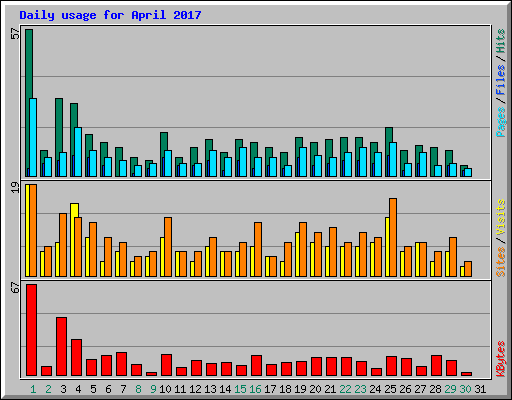 Daily usage for April 2017
57
Pages / Files / Hits
19
Sites / Visits
67
KBytes
1 2 3 4 5 6 7 8 9 10 11 12 13 14 15 16 17 18 19 20 21 22 23 24 25 26 27 28 29 30 31